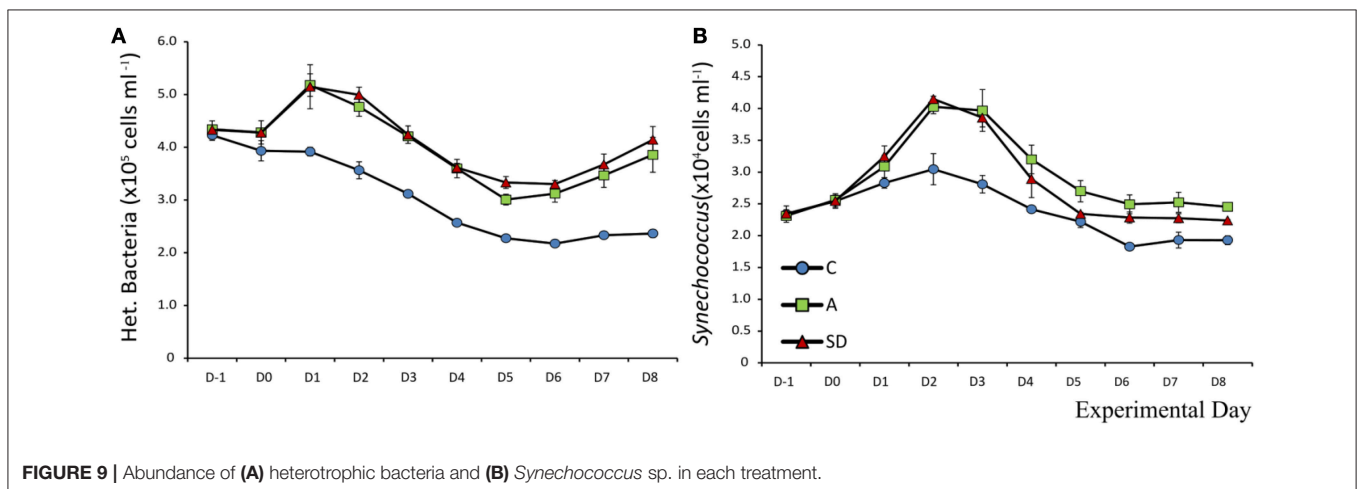 A
Het. Bacteria (x10⁵ cells ml⁻¹)
6.0
5.0
4.0
3.0
2.0
1.0
0
D-1 D0 D1 D2 D3 D4 D5 D6 D7 D8
B
Synechococcus(x10⁴cells ml⁻¹)
5.0
4.5
4.0
3.5
3.0
2.5
2.0
1.5
1.0
0.5
0
C
A
SD
D-1 D0 D1 D2 D3 D4 D5 D6 D7 D8
Experimental Day
FIGURE 9 | Abundance of (A) heterotrophic bacteria and (B) Synechococcus sp. in each treatment.